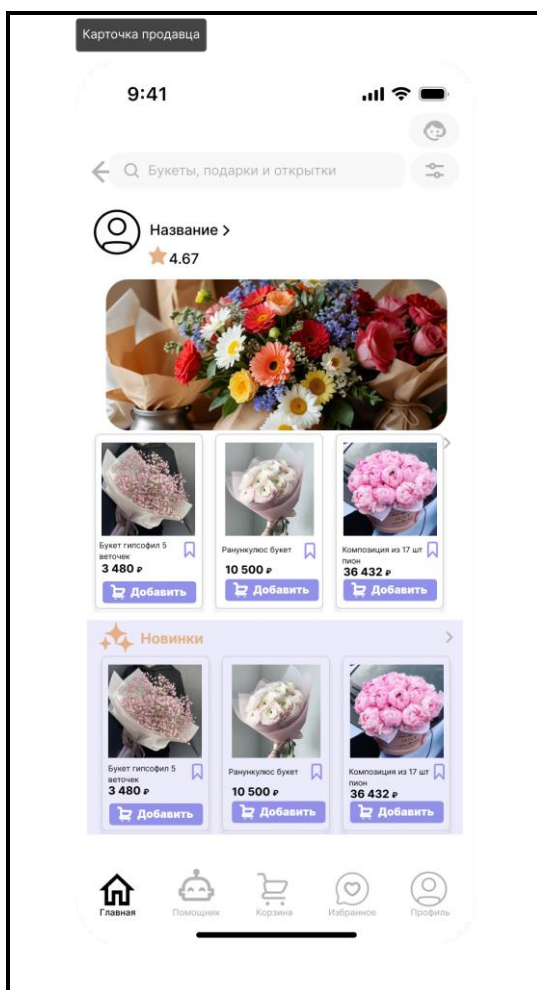 Карточка продавца
9:41
Букеты, подарки и открытки
Название >
4.67
Букет гипсофил 5
веточек
3 480 ₽
Добавить
Ранункулюс букет
10 500 ₽
Добавить
Композиция из 17 шт
пион
36 432 ₽
Добавить
Новинки
Букет гипсофил 5
веточек
3 480 ₽
Добавить
Ранункулюс букет
10 500 ₽
Добавить
Композиция из 17 шт
пион
36 432 ₽
Добавить
Главная
Помощник
Корзина
Избранное
Профиль